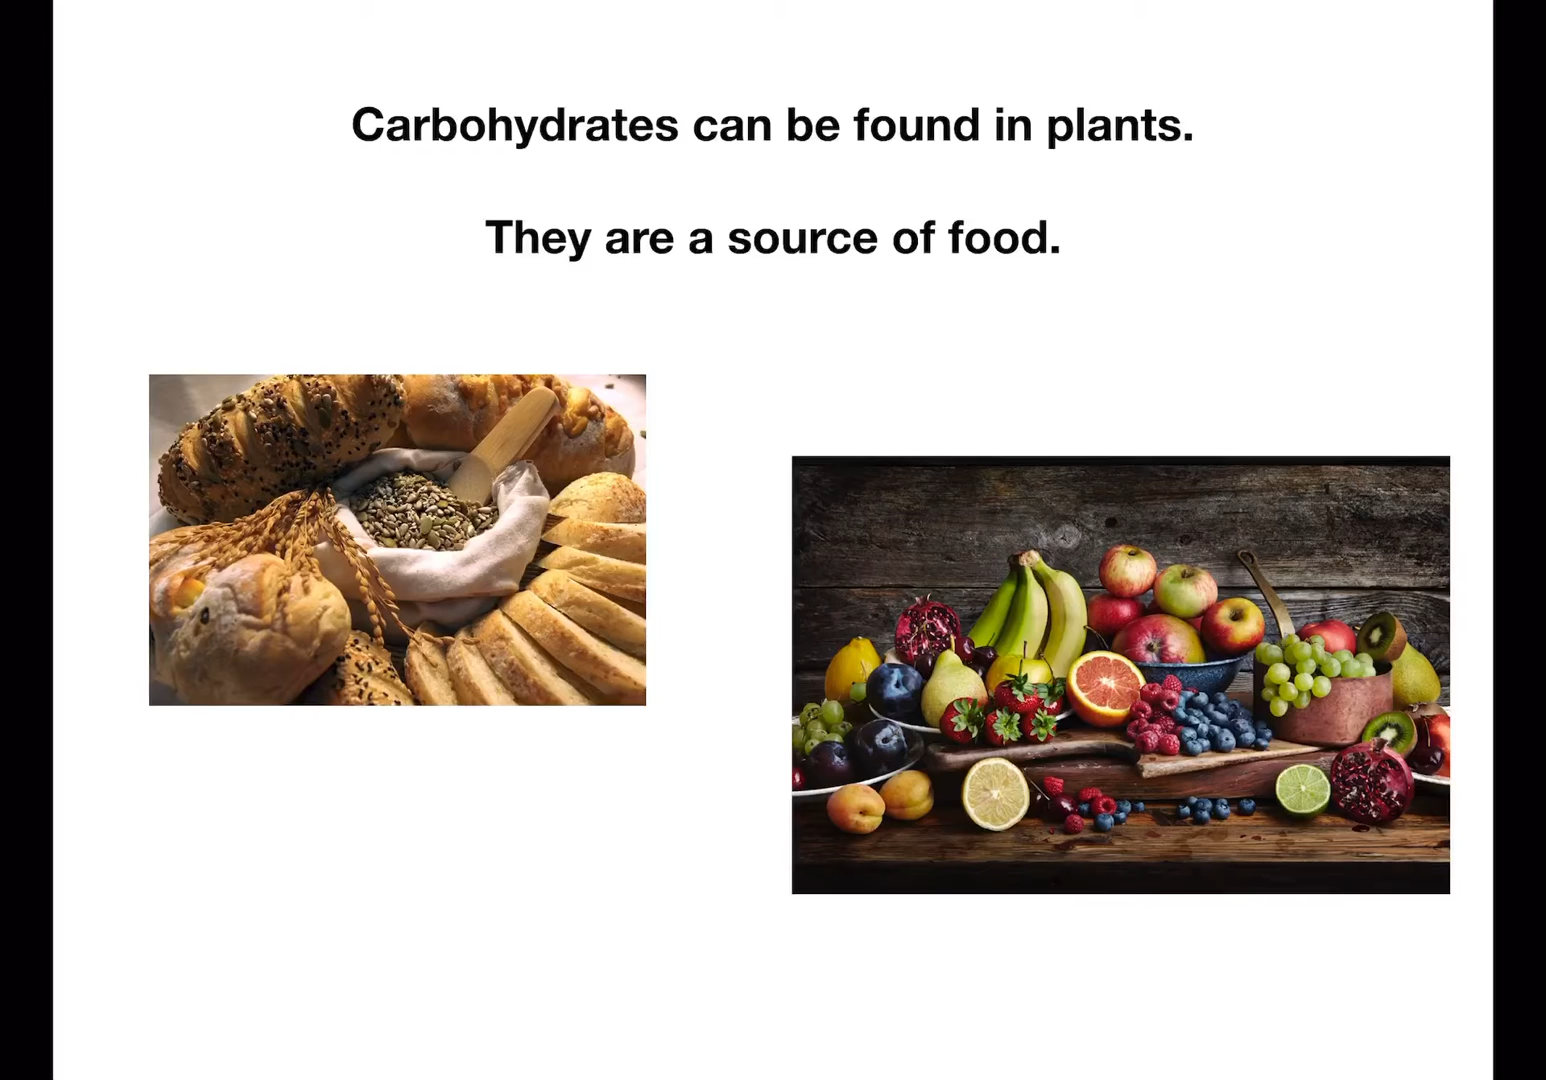 Carbohydrates can be found in plants.
They are a source of food.